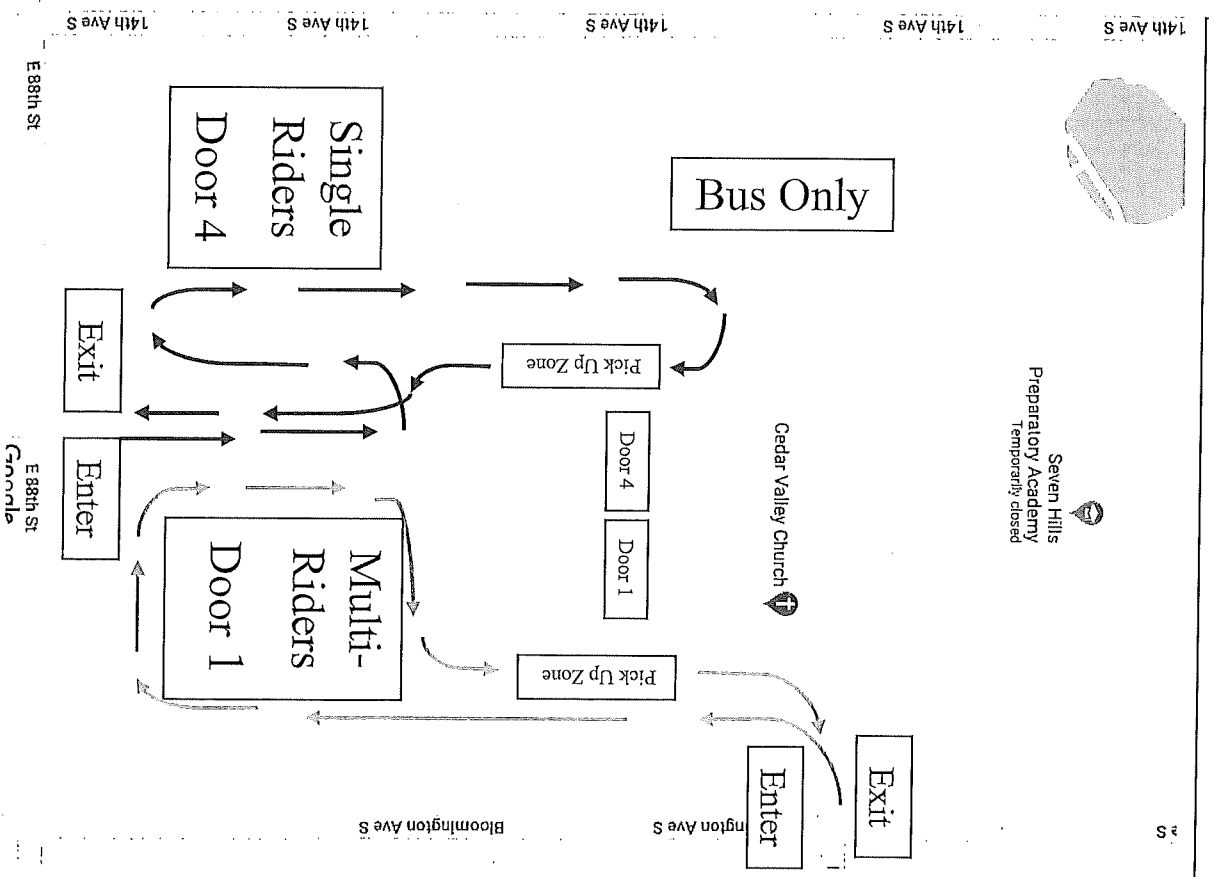 14th Ave S
14th Ave S
14th Ave S
14th Ave S
14th Ave S
E 88th St
Single
Riders
Door 4
Bus Only
Exit
Enter
E 88th St
Google
Pick Up Zone
Door 4
Door 1
Cedar Valley Church
Seven Hills
Preparatory Academy
Temporarily closed
Multi-
Riders
Door 1
Pick Up Zone
Exit
Enter
Bloomington Ave S
ngton Ave S
S